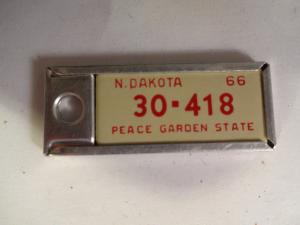 N. DAKOTA 66
30-418
PEACE GARDEN STATE